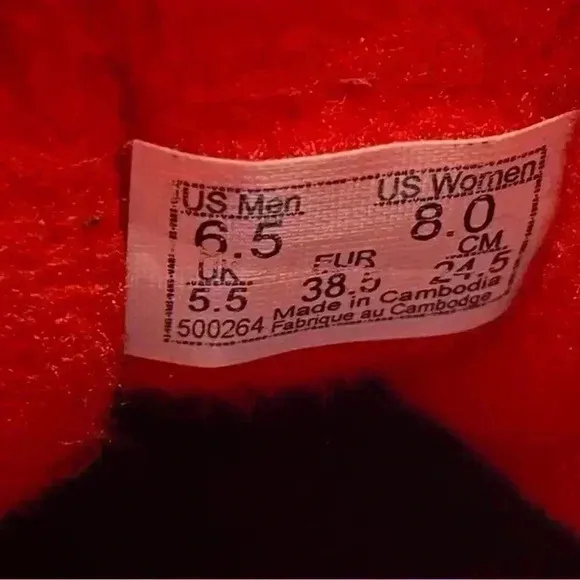 US Men US Women
6.5 8.0
UK EUR CM
5.5 38.5 24.5
500264 Made in Cambodia
Fabrique au Cambodge